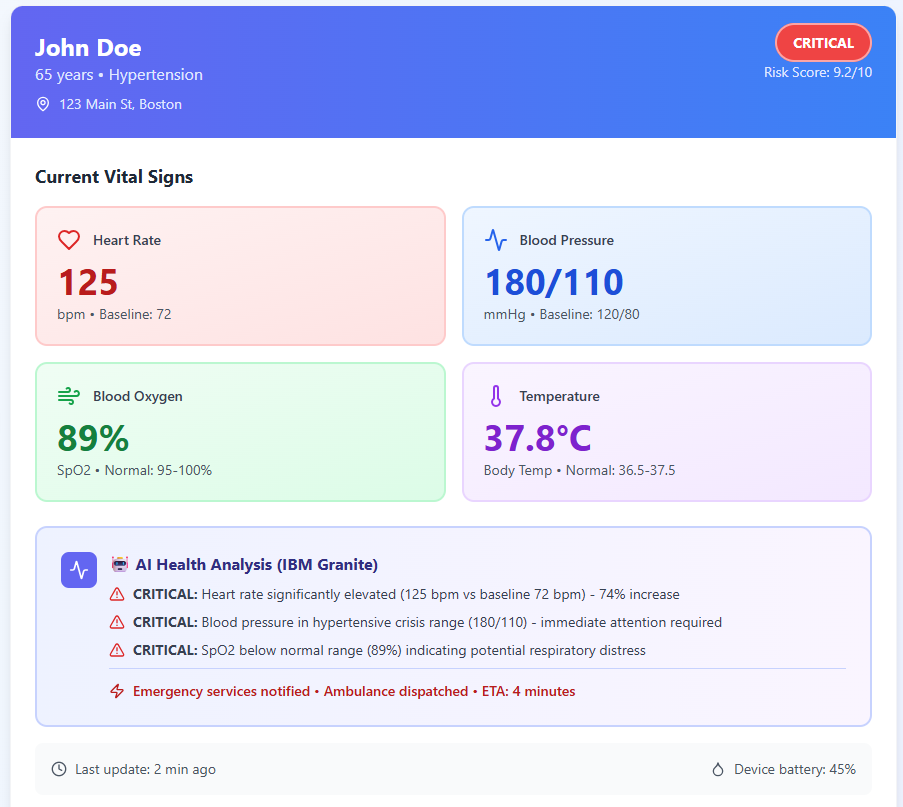 John Doe
CRITICAL
65 years • Hypertension
Risk Score: 9.2/10
123 Main St, Boston
Current Vital Signs
Heart Rate
125
bpm • Baseline: 72
Blood Pressure
180/110
mmHg • Baseline: 120/80
Blood Oxygen
89%
SpO2 • Normal: 95-100%
Temperature
37.8°C
Body Temp • Normal: 36.5-37.5
AI Health Analysis (IBM Granite)
CRITICAL: Heart rate significantly elevated (125 bpm vs baseline 72 bpm) - 74% increase
CRITICAL: Blood pressure in hypertensive crisis range (180/110) - immediate attention required
CRITICAL: SpO2 below normal range (89%) indicating potential respiratory distress
Emergency services notified • Ambulance dispatched • ETA: 4 minutes
Last update: 2 min ago
Device battery: 45%